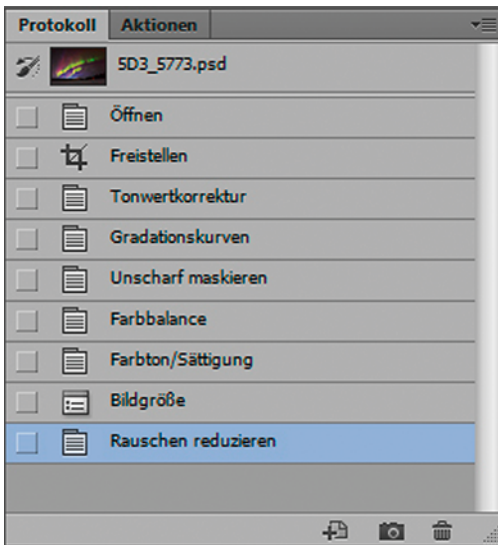 Protokoll Aktionen
5D3_5773.psd
Öffnen
Freistellen
Tonwertkorrektur
Gradationskurven
Unscharf maskieren
Farbbalance
Farbton/Sättigung
Bildgröße
Rauschen reduzieren